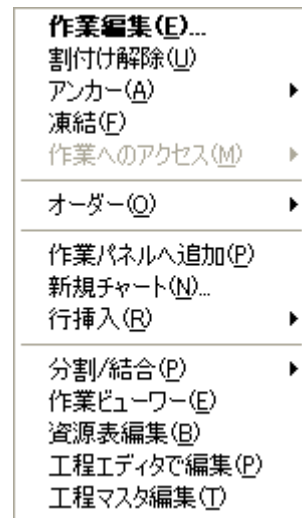 作業編集(E)...
割付け解除(U)
アンカー(A)
凍結(F)
作業へのアクセス(M)
オーダー(O)
作業パネルへ追加(P)
新規チャート(N)...
行挿入(R)
分割/結合(P)
作業ビューワー(E)
資源表編集(B)
工程エディタで編集(P)
工程マスタ編集(T)